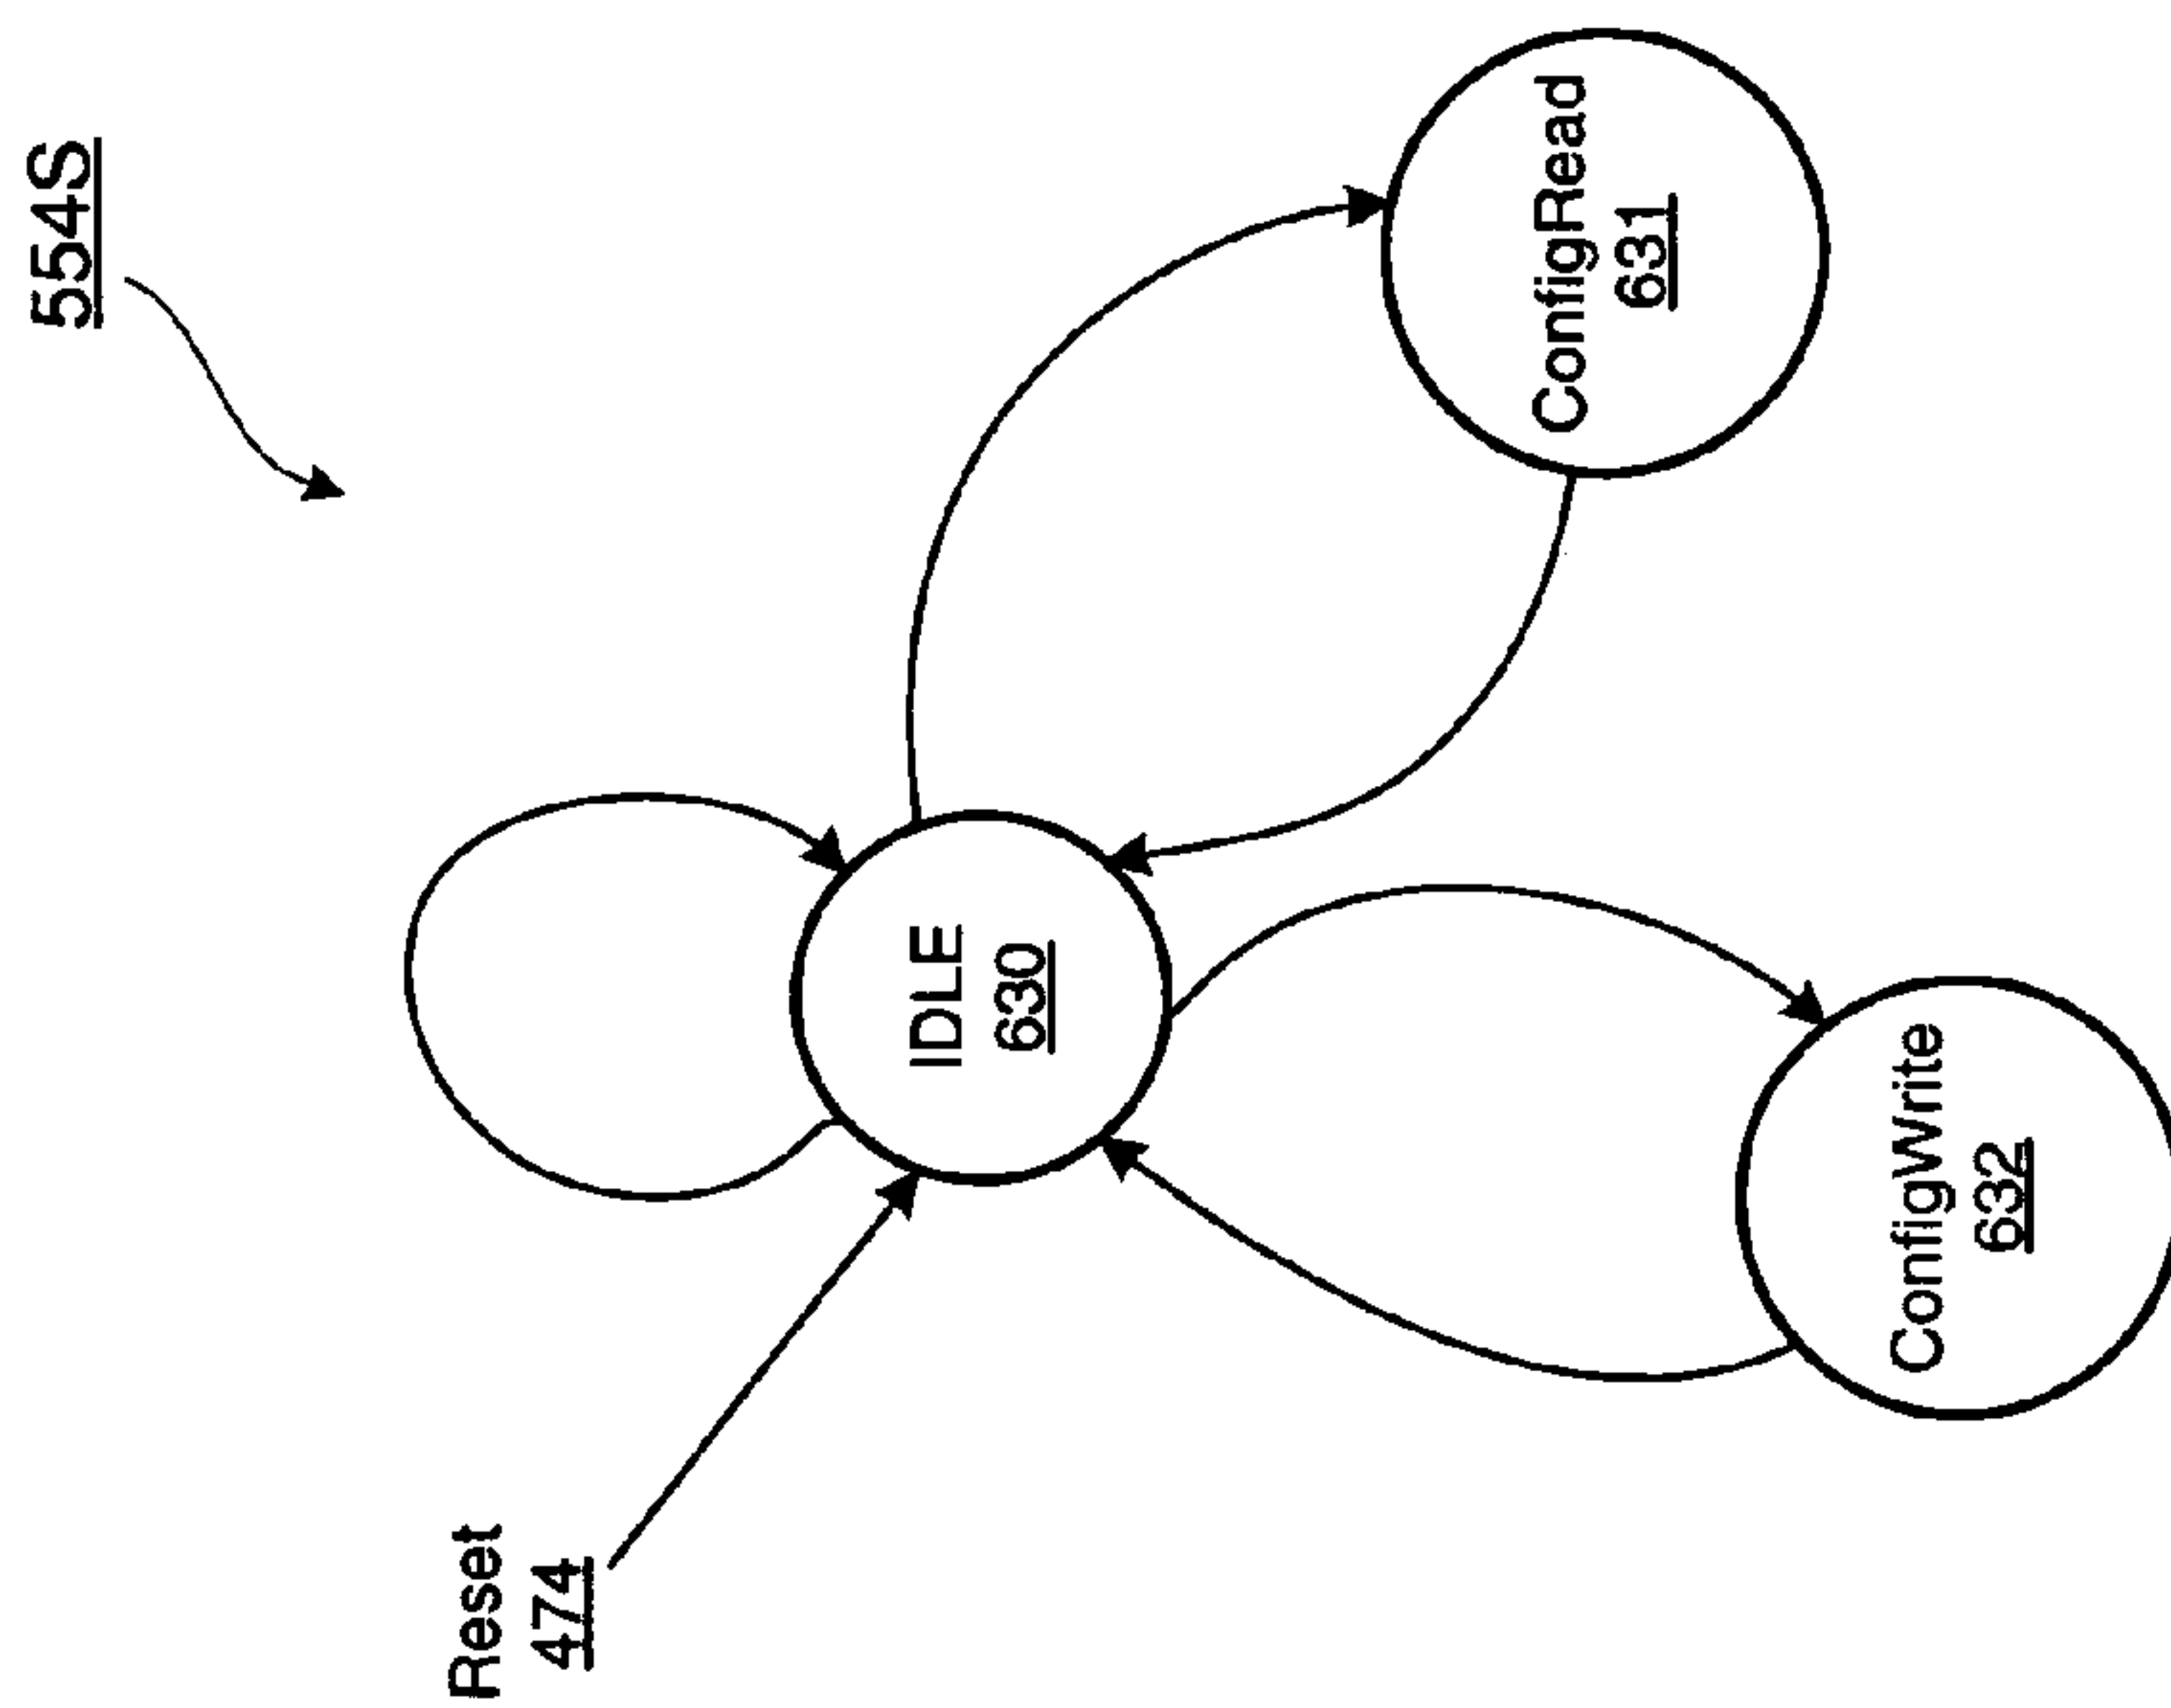 554S
Reset
474
IDLE
630
ConfigRead
631
ConfigWrite
632